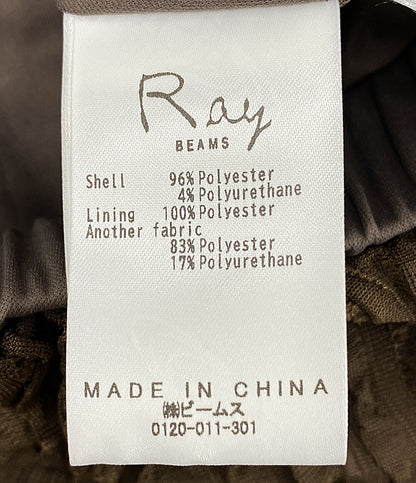 Ray
BEAMS
Shell 96% Polyester
4% Polyurethane
Lining 100% Polyester
Another fabric
83% Polyester
17% Polyurethane
MADE IN CHINA
㈱ビームス
0120-011-301